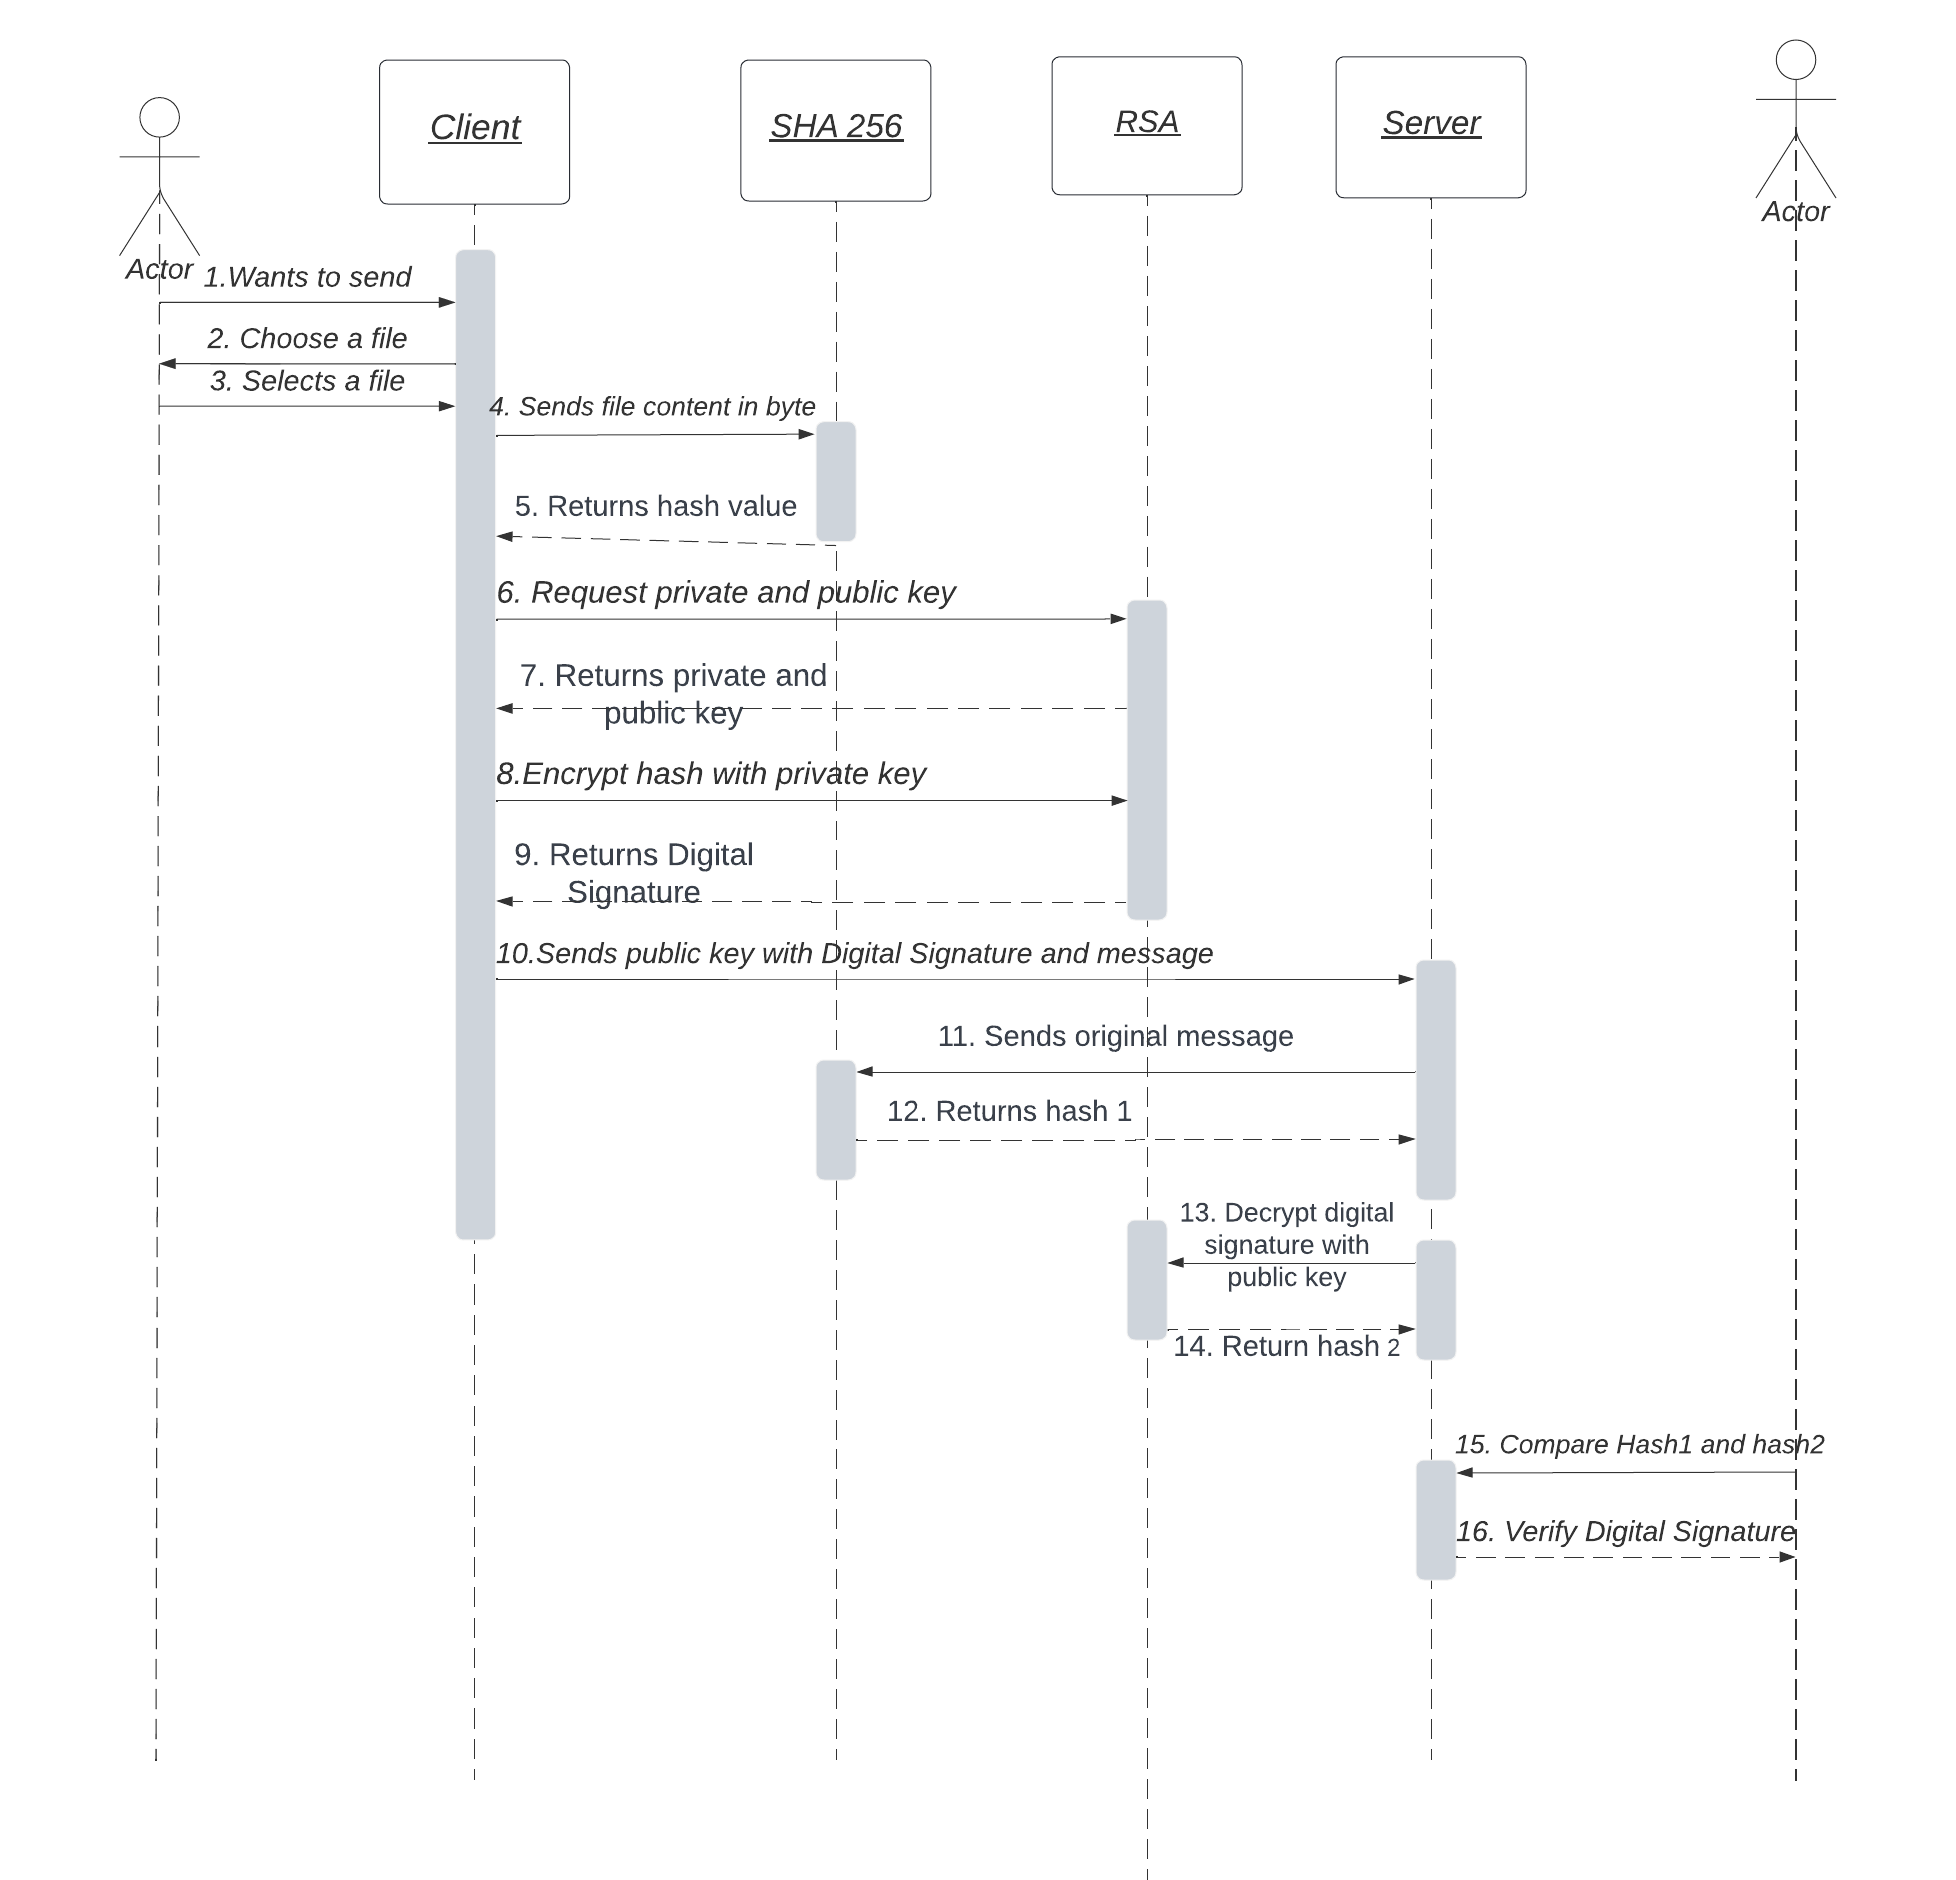 Client
SHA 256
RSA
Server
Actor
Actor
1.Wants to send
2. Choose a file
3. Selects a file
4. Sends file content in byte
5. Returns hash value
6. Request private and public key
7. Returns private and
public key
8.Encrypt hash with private key
9. Returns Digital
Signature
10.Sends public key with Digital Signature and message
11. Sends original message
12. Returns hash 1
13. Decrypt digital
signature with
public key
14. Return hash 2
15. Compare Hash1 and hash2
16. Verify Digital Signature